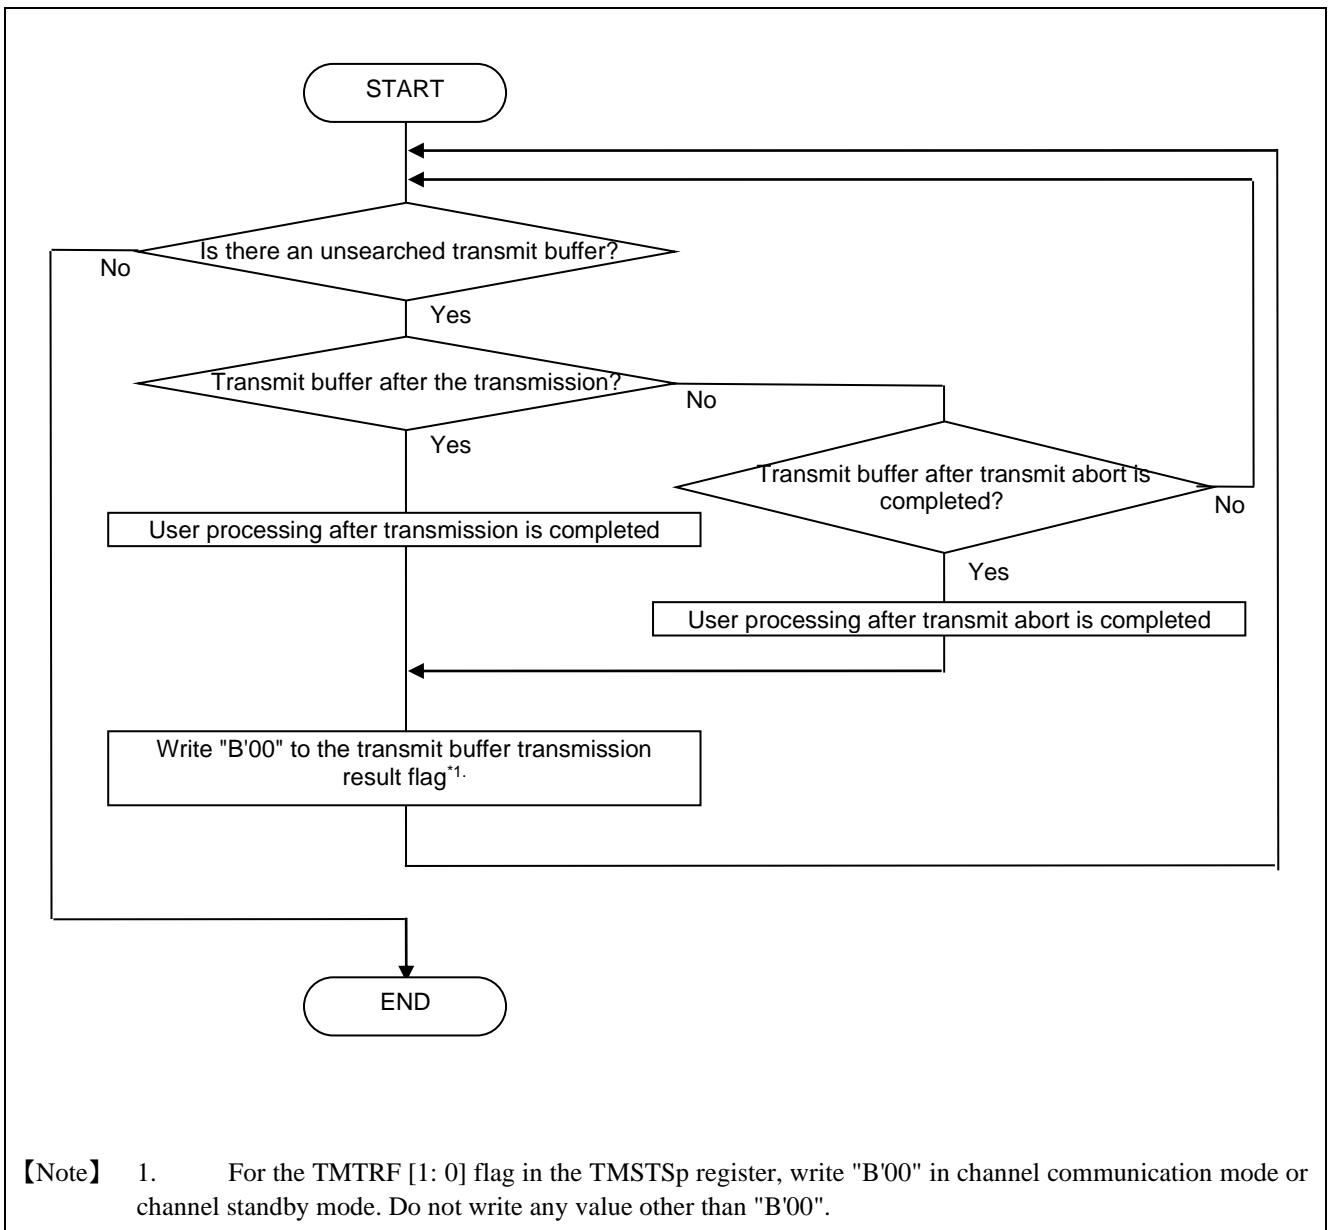 START
Is there an unsearched transmit buffer?
No
Yes
Transmit buffer after the transmission?
No
Yes
Transmit buffer after transmit abort is
completed?
No
User processing after transmission is completed
Yes
User processing after transmit abort is completed
Write "B'00" to the transmit buffer transmission
result flag*1.
END
【Note】 1. For the TMTRF [1: 0] flag in the TMSTSp register, write "B'00" in channel communication mode or
channel standby mode. Do not write any value other than "B'00".